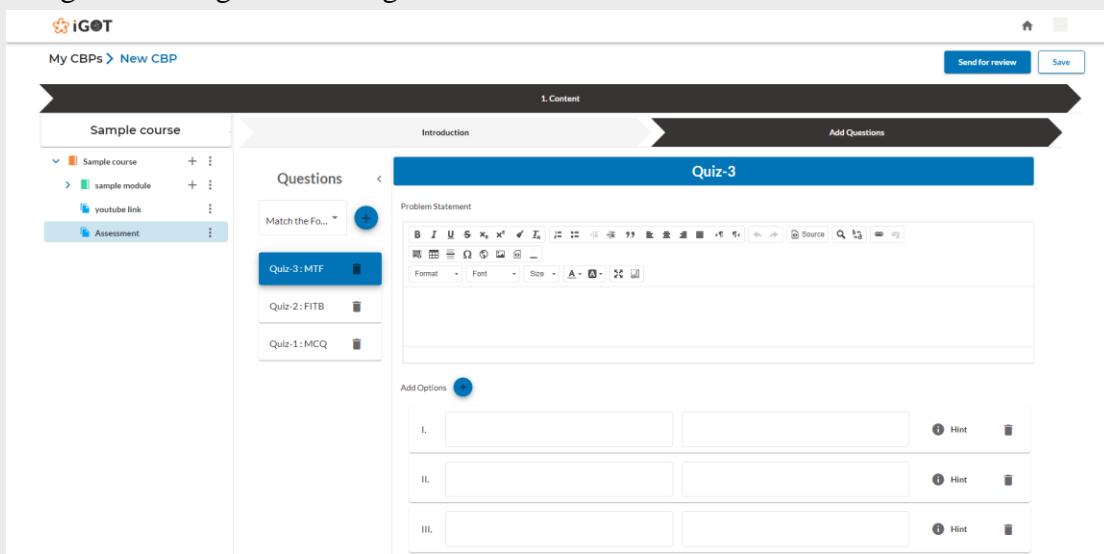 iGOT
My CBPs > New CBP
Send for review
Save
1. Content
Sample course
Introduction
Add Questions
Sample course
sample module
youtube link
Assessment
Questions
Match the Fo...
Quiz-3 : MTF
Quiz-2 : FITB
Quiz-1 : MCQ
Quiz-3
Problem Statement
Source
Format
Font
Size
Add Options
I.
Hint
II.
Hint
III.
Hint